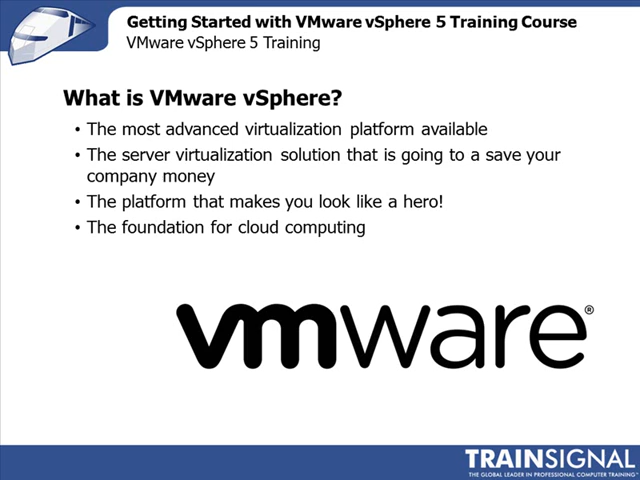 Getting Started with VMware vSphere 5 Training Course
VMware vSphere 5 Training
What is VMware vSphere?
• The most advanced virtualization platform available
• The server virtualization solution that is going to a save your
company money
• The platform that makes you look like a hero!
• The foundation for cloud computing
vmware®
TRAINSIGNAL
THE GLOBAL LEADER IN PROFESSIONAL COMPUTER TRAINING™